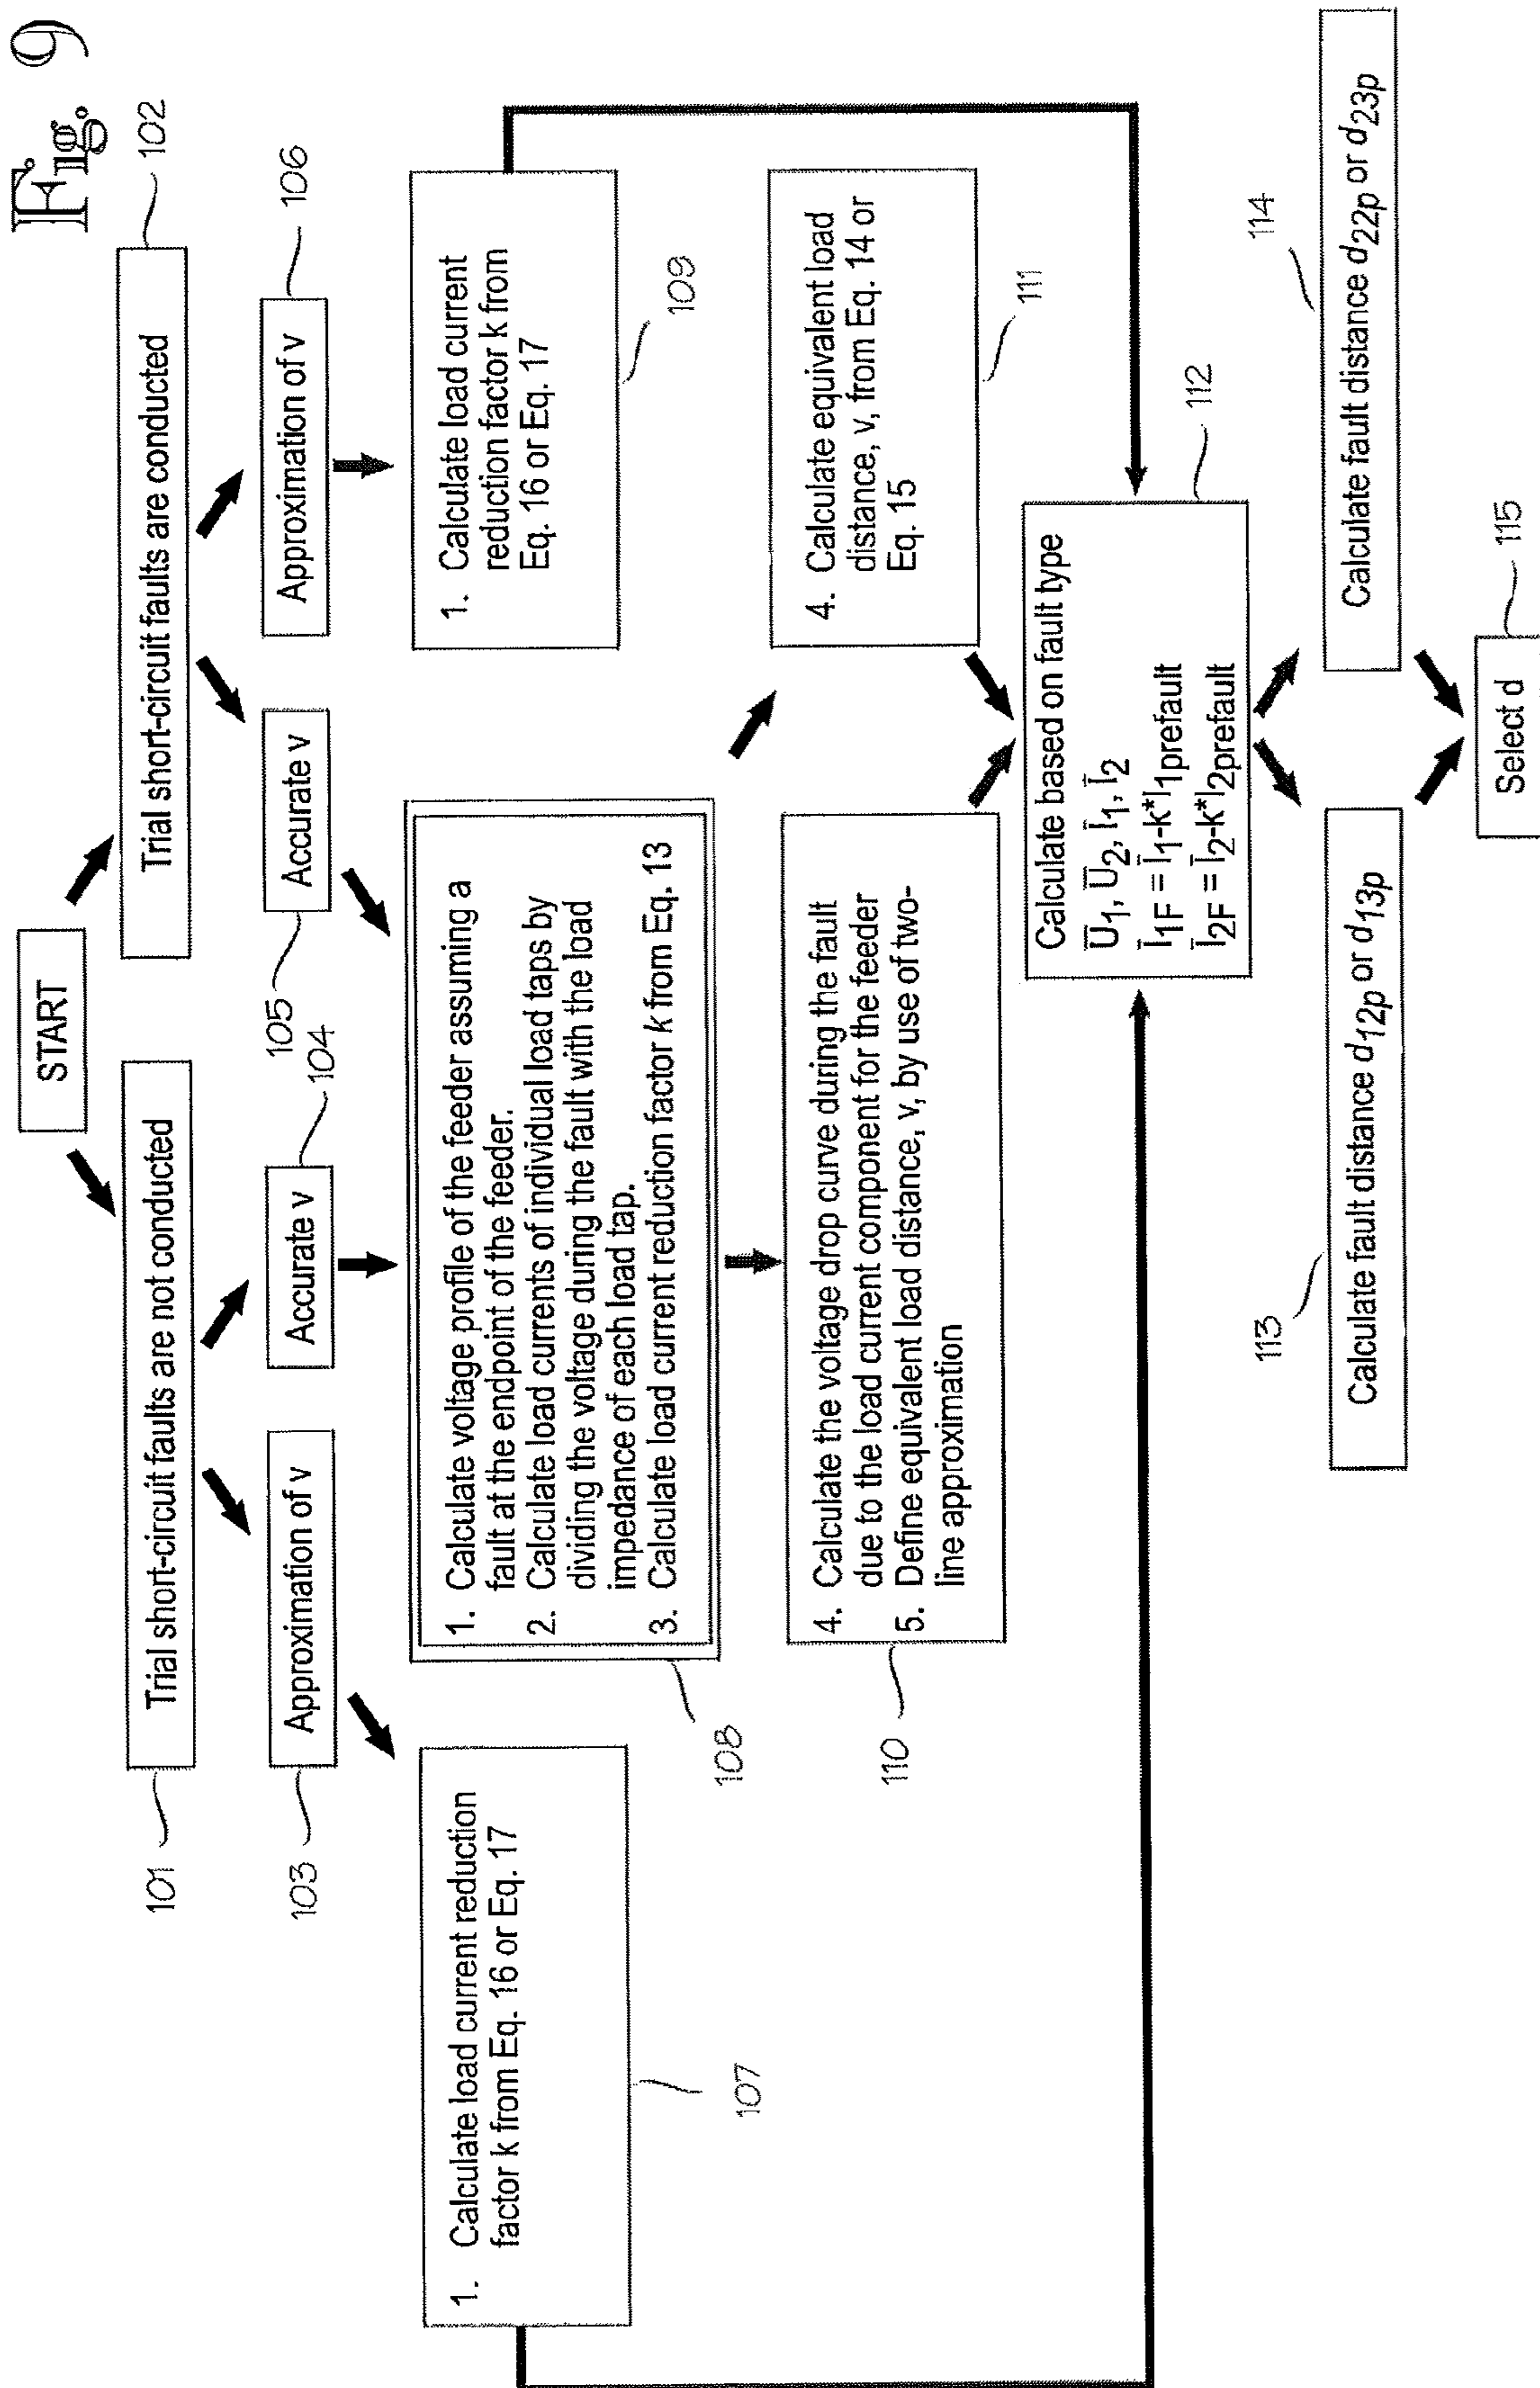 Fig. 9
START
Trial short-circuit faults are not conducted
101
Trial short-circuit faults are conducted
102
Approximation of v
103
Accurate v
104
Accurate v
105
Approximation of v
106
1. Calculate load current reduction
factor k from Eq. 16 or Eq. 17
107
1. Calculate voltage profile of the feeder assuming a
fault at the endpoint of the feeder.
2. Calculate load currents of individual load taps by
dividing the voltage during the fault with the load
impedance of each load tap.
3. Calculate load current reduction factor k from Eq. 13
108
1. Calculate load current
reduction factor k from
Eq. 16 or Eq. 17
109
4. Calculate the voltage drop curve during the fault
due to the load current component for the feeder
5. Define equivalent load distance, v, by use of two-
line approximation
110
4. Calculate equivalent load
distance, v, from Eq. 14 or
Eq. 15
111
Calculate based on fault type
U̅1, U̅2, I̅1, I̅2
I̅1F = I̅1-k*I̅1prefault
I̅2F = I̅2-k*I̅2prefault
112
Calculate fault distance d12p or d13p
113
Calculate fault distance d22p or d23p
114
Select d
115